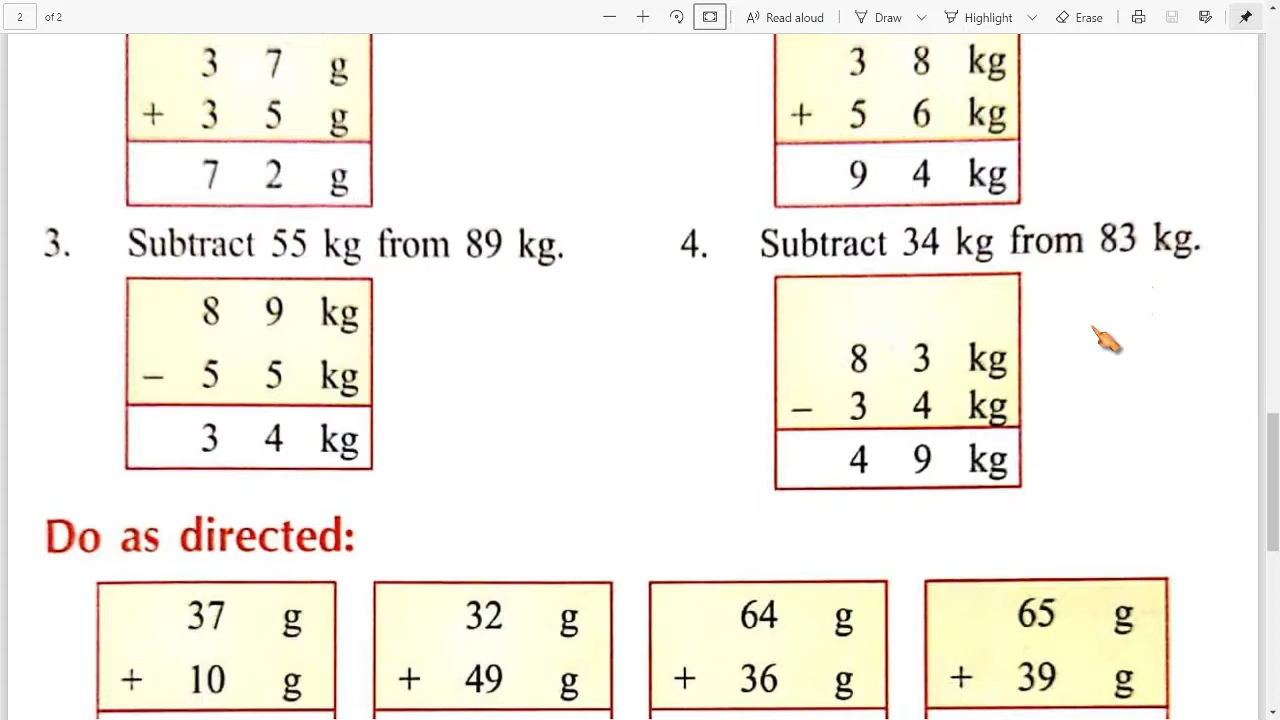 2 of 2 Read aloud Draw Highlight Erase
3 7 g
+ 3 5 g
7 2 g
3 8 kg
+ 5 6 kg
9 4 kg
3. Subtract 55 kg from 89 kg.
8 9 kg
− 5 5 kg
3 4 kg
4. Subtract 34 kg from 83 kg.
8 3 kg
− 3 4 kg
4 9 kg
Do as directed:
37 g
+ 10 g
32 g
+ 49 g
64 g
+ 36 g
65 g
+ 39 g